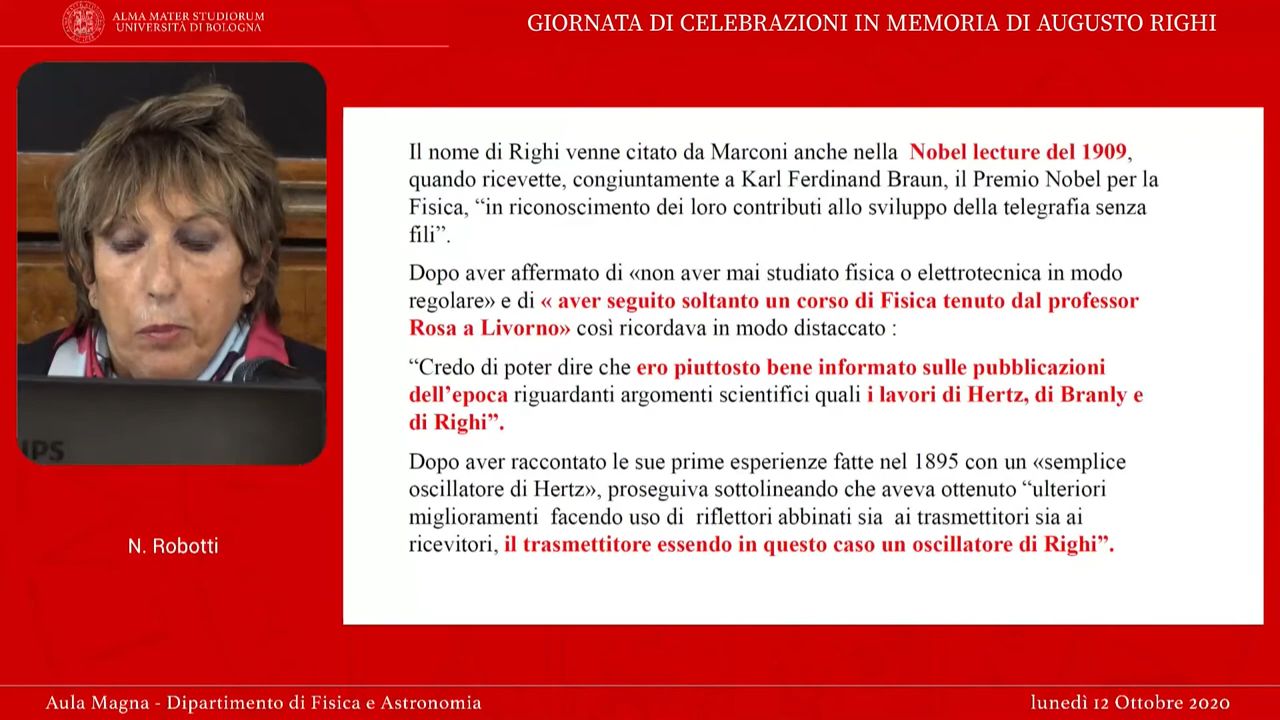 ALMA MATER STUDIORUM
UNIVERSITÀ DI BOLOGNA
GIORNATA DI CELEBRAZIONI IN MEMORIA DI AUGUSTO RIGHI
Il nome di Righi venne citato da Marconi anche nella Nobel lecture del 1909,
quando ricevette, congiuntamente a Karl Ferdinand Braun, il Premio Nobel per la
Fisica, “in riconoscimento dei loro contributi allo sviluppo della telegrafia senza
fili”.
Dopo aver affermato di «non aver mai studiato fisica o elettrotecnica in modo
regolare» e di « aver seguito soltanto un corso di Fisica tenuto dal professor
Rosa a Livorno» così ricordava in modo distaccato :
“Credo di poter dire che ero piuttosto bene informato sulle pubblicazioni
dell’epoca riguardanti argomenti scientifici quali i lavori di Hertz, di Branly e
di Righi”.
Dopo aver raccontato le sue prime esperienze fatte nel 1895 con un «semplice
oscillatore di Hertz», proseguiva sottolineando che aveva ottenuto “ulteriori
miglioramenti facendo uso di riflettori abbinati sia ai trasmettitori sia ai
ricevitori, il trasmettitore essendo in questo caso un oscillatore di Righi”.
N. Robotti
Aula Magna - Dipartimento di Fisica e Astronomia
lunedì 12 Ottobre 2020